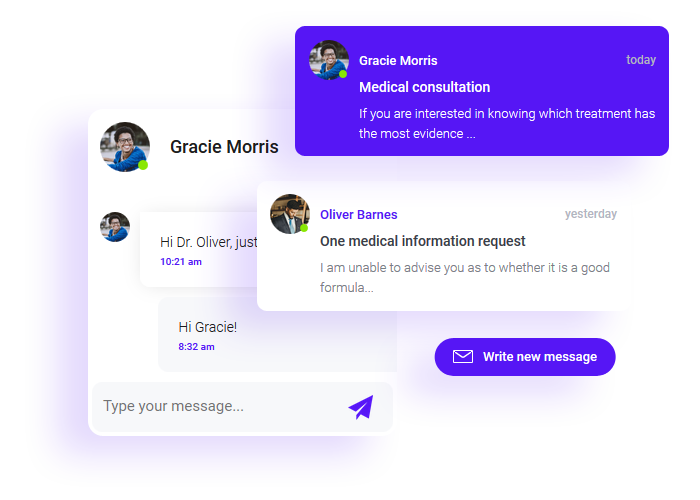 Gracie Morris
today
Medical consultation
If you are interested in knowing which treatment has
the most evidence ...
Gracie Morris
Oliver Barnes
yesterday
One medical information request
I am unable to advise you as to whether it is a good
formula...
Hi Dr. Oliver, just
10:21 am
Hi Gracie!
8:32 am
Write new message
Type your message...